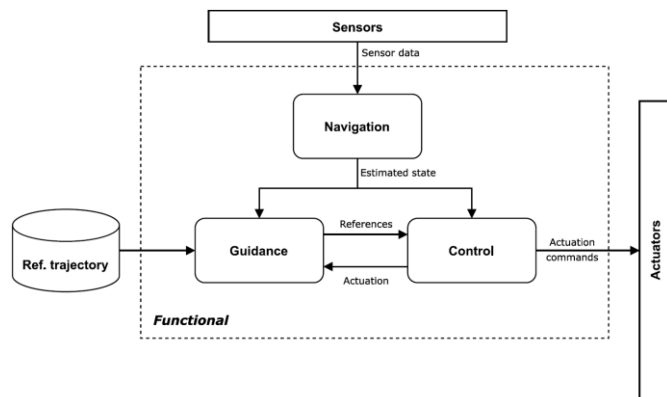 Sensors
Sensor data
Navigation
Estimated state
Ref. trajectory
Guidance
References
Actuation
Control
Actuation
commands
Actuators
Functional